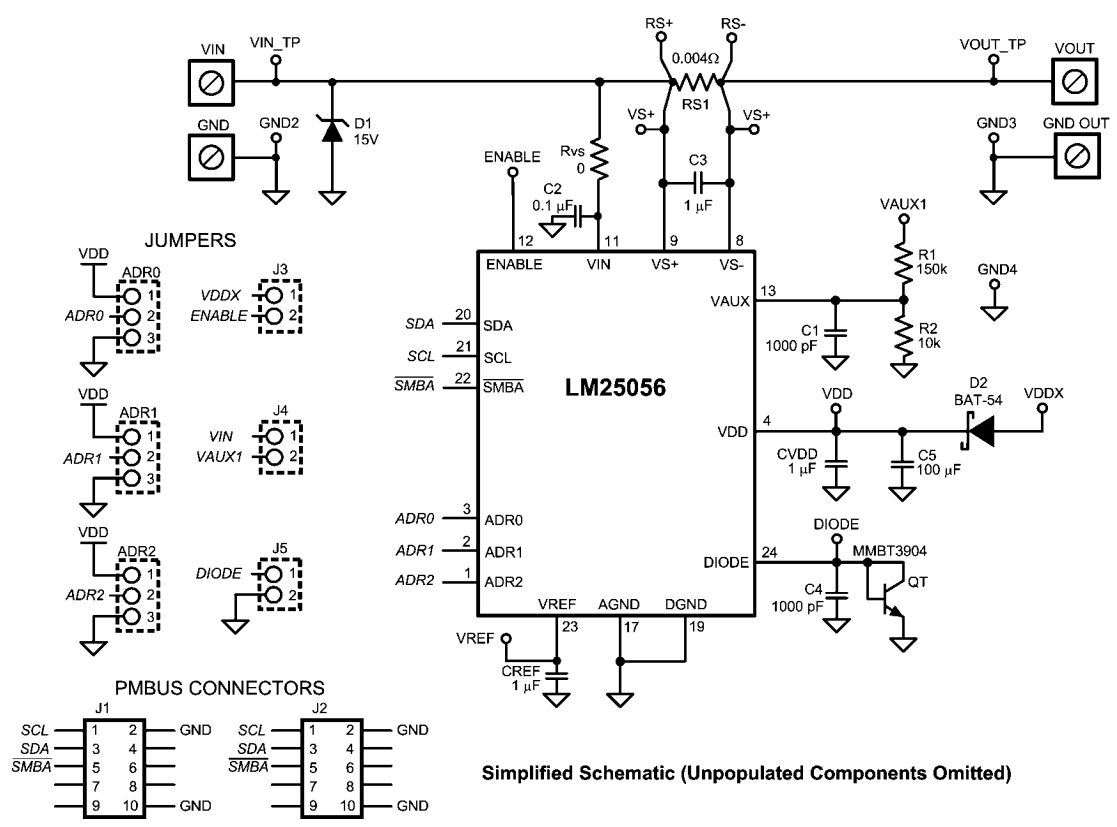 RS+ RS-
VIN VIN_TP 0.004Ω VOUT_TP VOUT
RS1
D1
15V
VS+ VS+
GND GND2 GND3 GND OUT
ENABLE Rvs
0
C3
1 µF
C2
0.1 µF
VAUX1
12 11 9 8
ENABLE VIN VS+ VS-
R1
150k
GND4
13
VAUX
C1
1000 pF
R2
10k
JUMPERS
VDD
ADR0
1
ADR0 2
3
J3
VDDX 1
ENABLE 2
SDA 20 SDA
SCL 21 SCL
SMBA 22 SMBA
LM25056
D2
BAT-54
VDD VDDX
4
VDD
CVDD
1 µF
C5
100 µF
VDD
ADR1
1
ADR1 2
3
J4
VIN 1
VAUX1 2
ADR0 3 ADR0
ADR1 2 ADR1
ADR2 1 ADR2
DIODE
24
DIODE
MMBT3904
QT
C4
1000 pF
VDD
ADR2
1
ADR2 2
3
J5
DIODE 1
2
VREF AGND DGND
23 17 19
VREF
CREF
1 µF
PMBUS CONNECTORS
J1
SCL 1 2 GND
SDA 3 4
SMBA 5 6
7 8
9 10 GND
J2
SCL 1 2 GND
SDA 3 4
SMBA 5 6
7 8
9 10 GND
Simplified Schematic (Unpopulated Components Omitted)